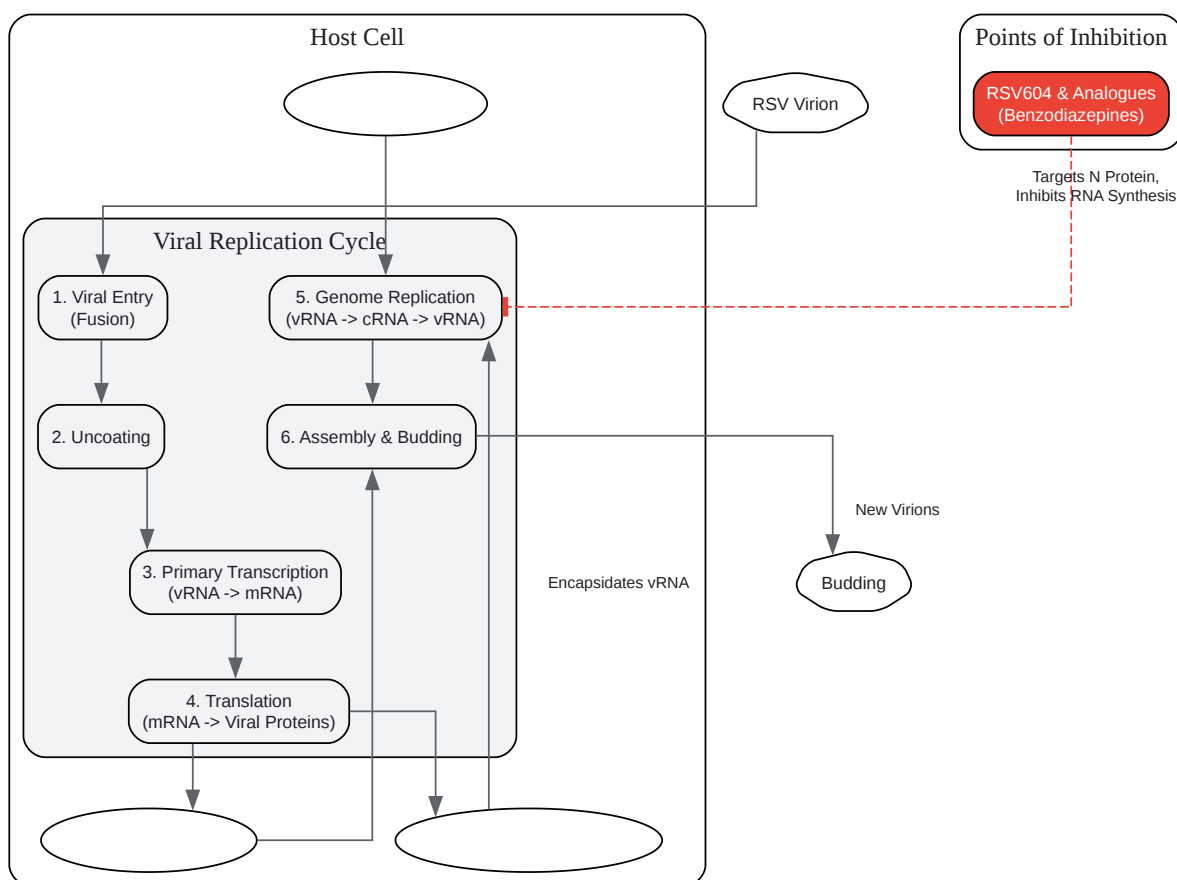 Host Cell
Points of Inhibition
RSV604 & Analogues
(Benzodiazepines)
RSV Virion
Targets N Protein,
Inhibits RNA Synthesis
Viral Replication Cycle
1. Viral Entry
(Fusion)
5. Genome Replication
(vRNA -> cRNA -> vRNA)
2. Uncoating
6. Assembly & Budding
New Virions
3. Primary Transcription
(vRNA -> mRNA)
Encapsidates vRNA
Budding
4. Translation
(mRNA -> Viral Proteins)